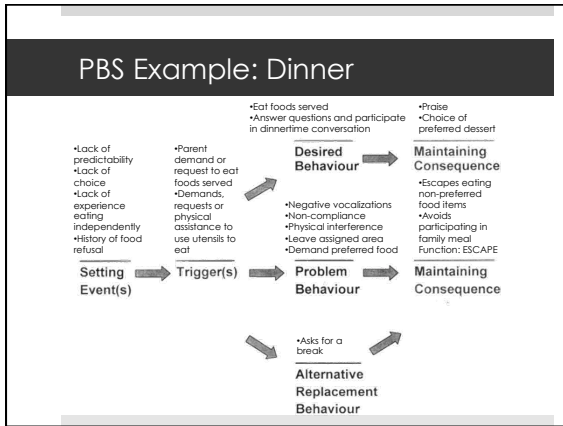 PBS Example: Dinner
•Eat foods served
•Answer questions and participate
in dinnertime conversation
Desired
Behaviour
•Praise
•Choice of
preferred dessert
Maintaining
Consequence
•Lack of
predictability
•Lack of
choice
•Lack of
experience
eating
independently
•History of food
refusal
Setting
Event(s)
•Parent
demand or
request to eat
foods served
•Demands,
requests or
physical
assistance to
use utensils to
eat
Trigger(s)
•Negative vocalizations
•Non-compliance
•Physical interference
•Leave assigned area
•Demand preferred food
Problem
Behaviour
•Escapes eating
non-preferred
food items
•Avoids
participating in
family meal
Function: ESCAPE
Maintaining
Consequence
•Asks for a
break
Alternative
Replacement
Behaviour